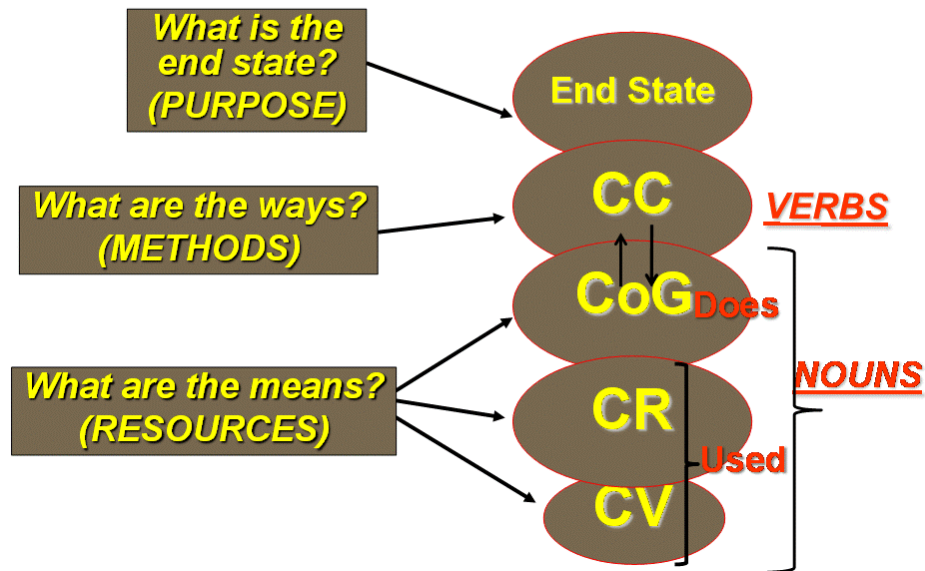 What is the
end state?
(PURPOSE)
End State
What are the ways?
(METHODS)
CC
VERBS
CoG
Does
What are the means?
(RESOURCES)
NOUNS
CR
Used
CV